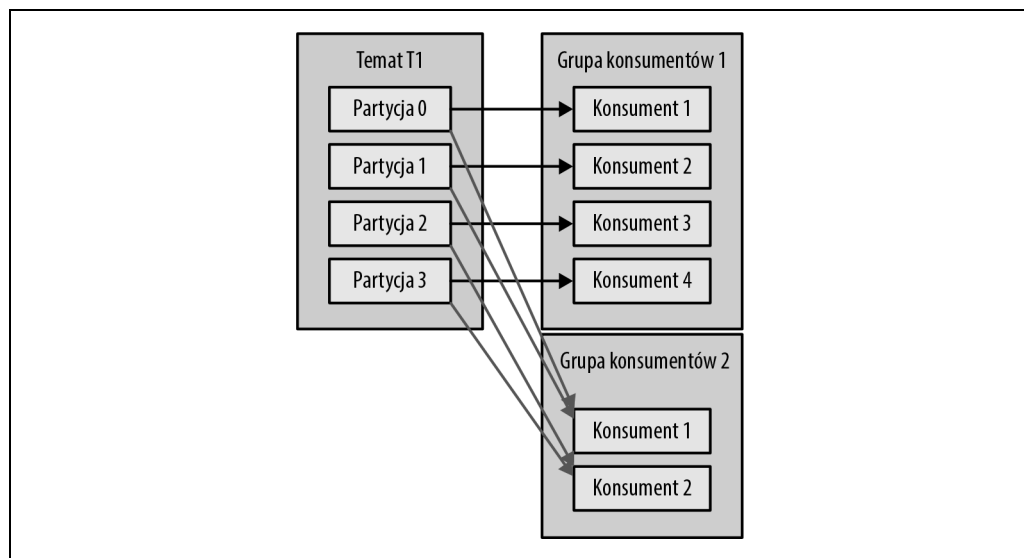 Temat T1
Partycja 0
Partycja 1
Partycja 2
Partycja 3
Grupa konsumentów 1
Konsument 1
Konsument 2
Konsument 3
Konsument 4
Grupa konsumentów 2
Konsument 1
Konsument 2